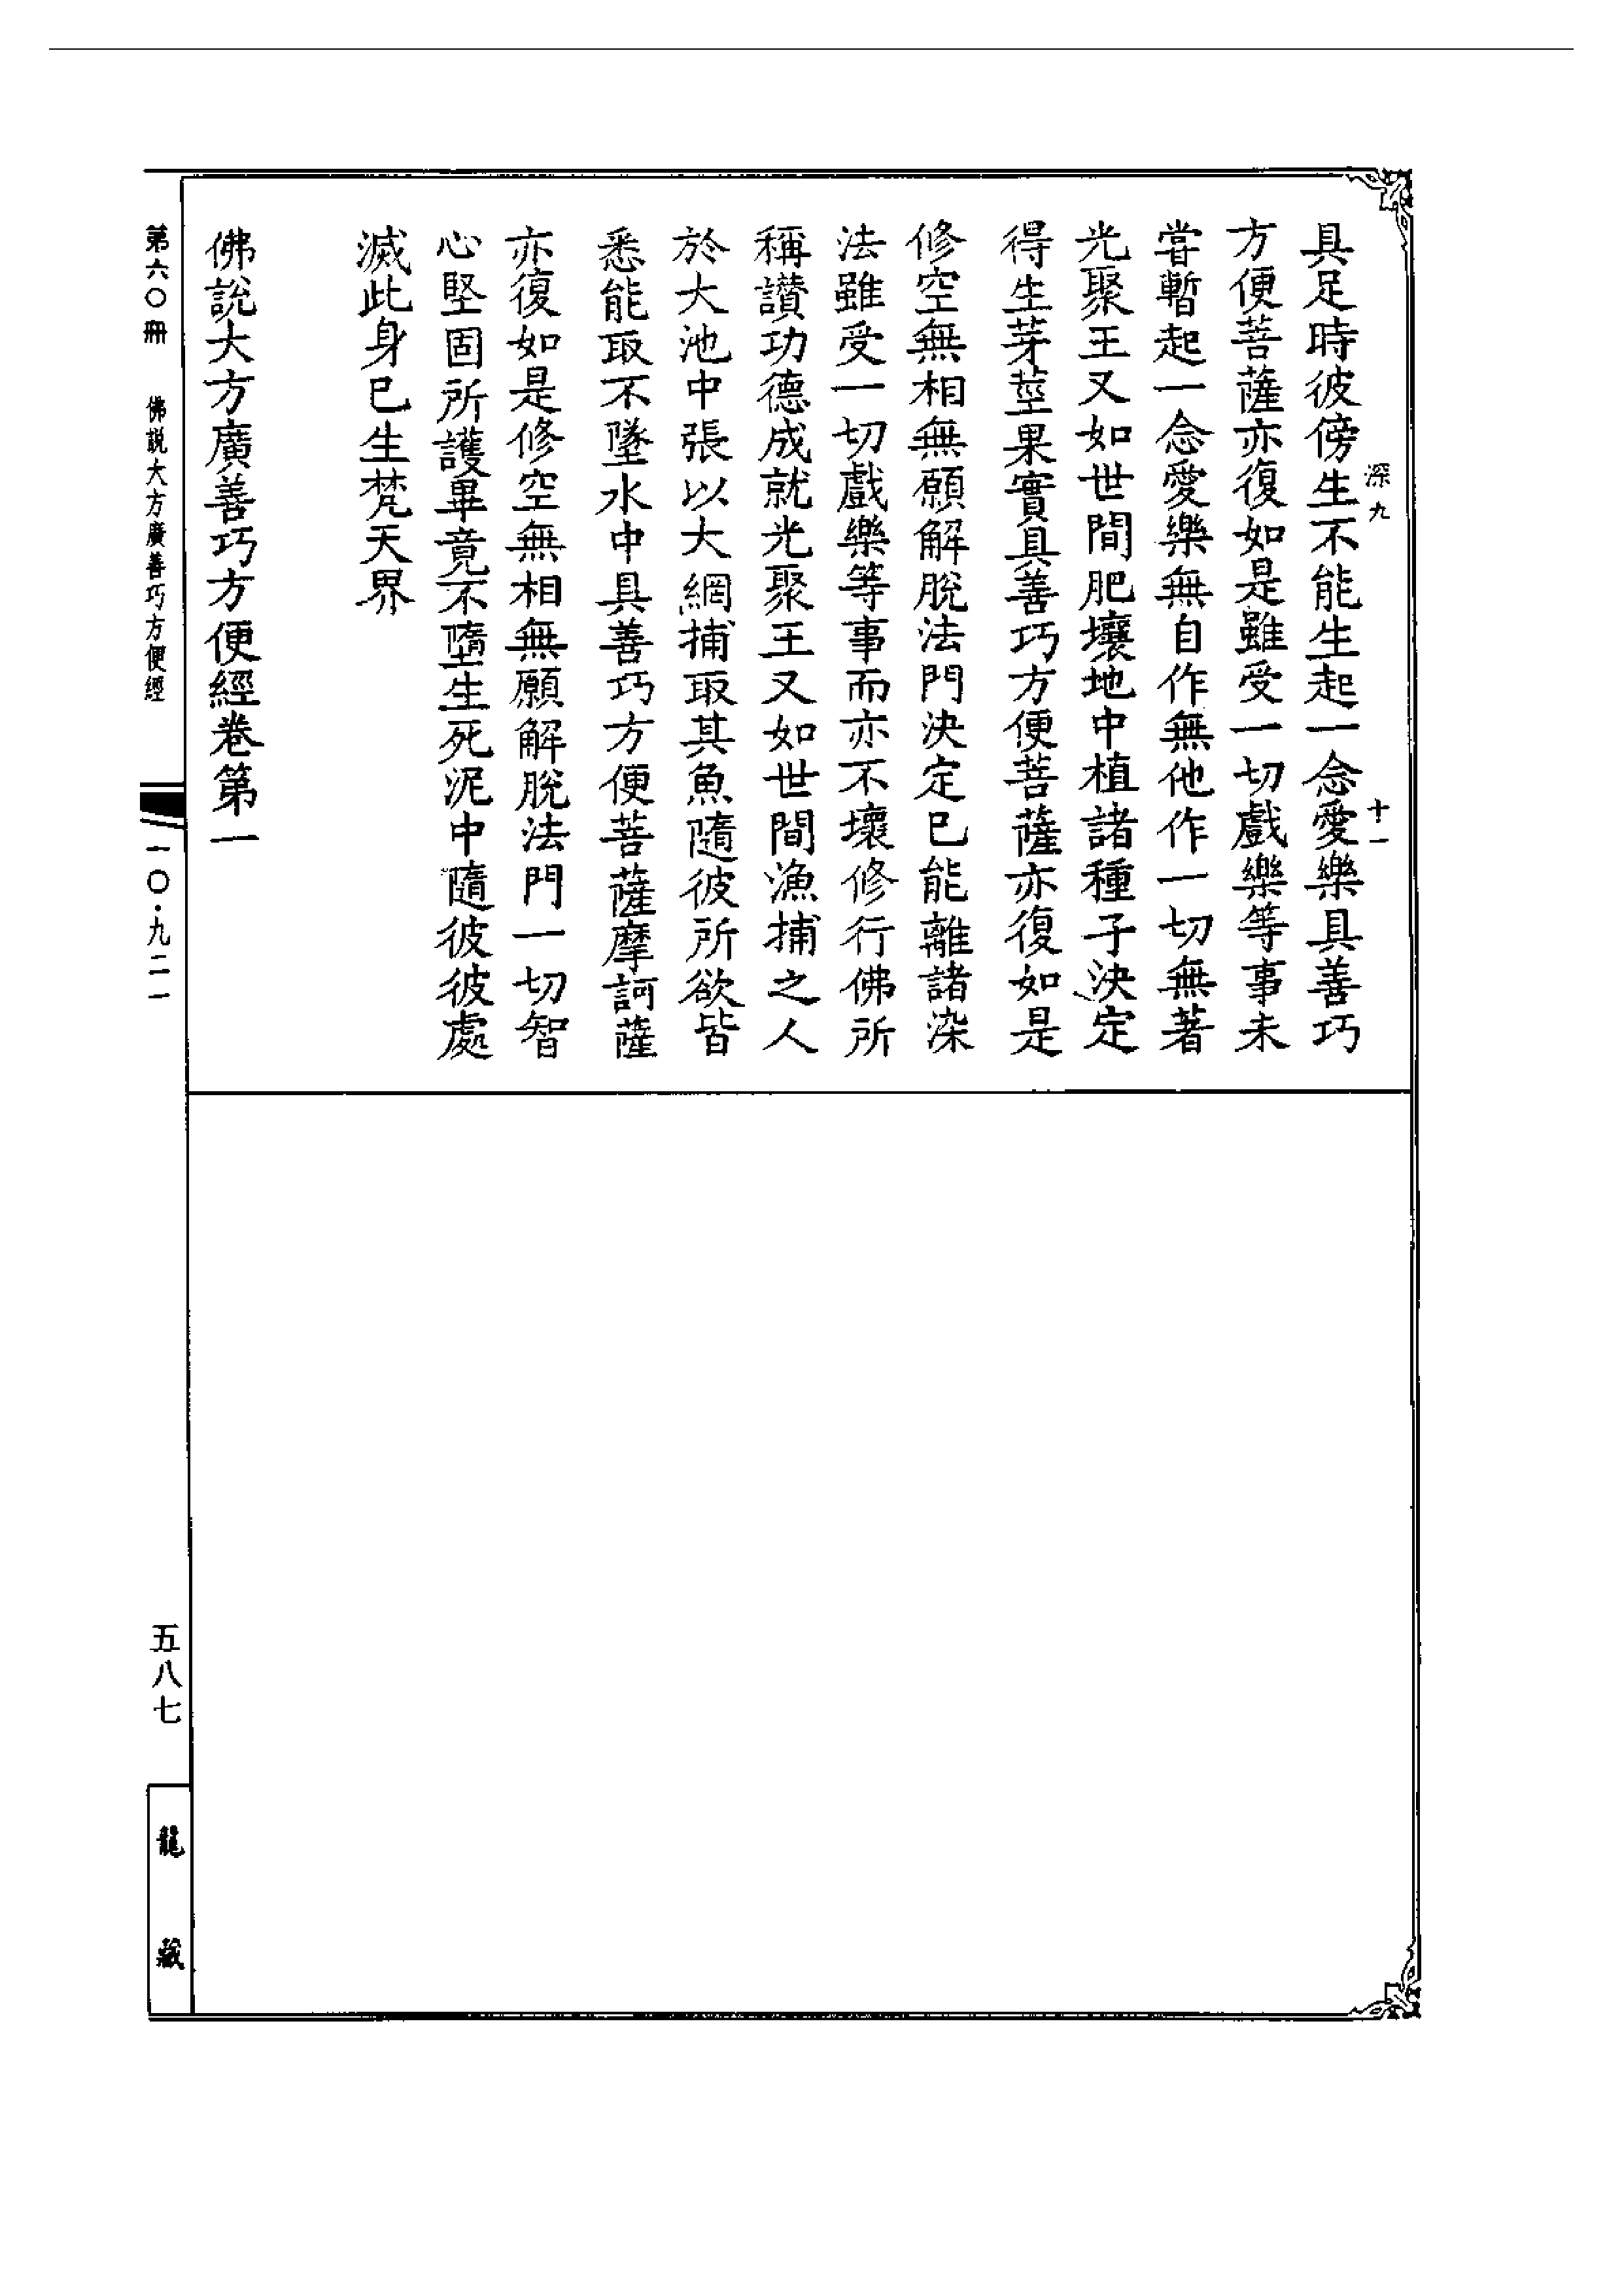 深九
十一
具足時彼傍生不能生起一念愛樂具善巧
方便菩薩亦復如是雖受一切戲樂等事未
甞暫起一念愛樂無自作無他作一切無著
光聚王又如世間肥壤地中植諸種子決定
得生芽莖果實具善巧方便菩薩亦復如是
修空無相無願解脫法門決定已能離諸染
法雖受一切戲樂等事而亦不壞修行佛所
稱讚功德成就光聚王又如世間漁捕之人
於大池中張以大網捕取其魚隨彼所欲皆
悉能取不墜水中具善巧方便菩薩摩訶薩
亦復如是修空無相無願解脫法門一切智
心堅固所護畢竟不墮生死泥中隨彼彼處
滅此身已生梵天界
佛說大方廣善巧方便經卷第一
第六〇冊
佛說大方廣善巧方便經
一〇·九二一
五八七
龍藏